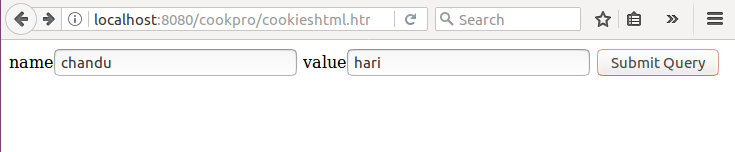 localhost:8080/cookpro/cookieshtml.htr Search
name chandu value hari Submit Query